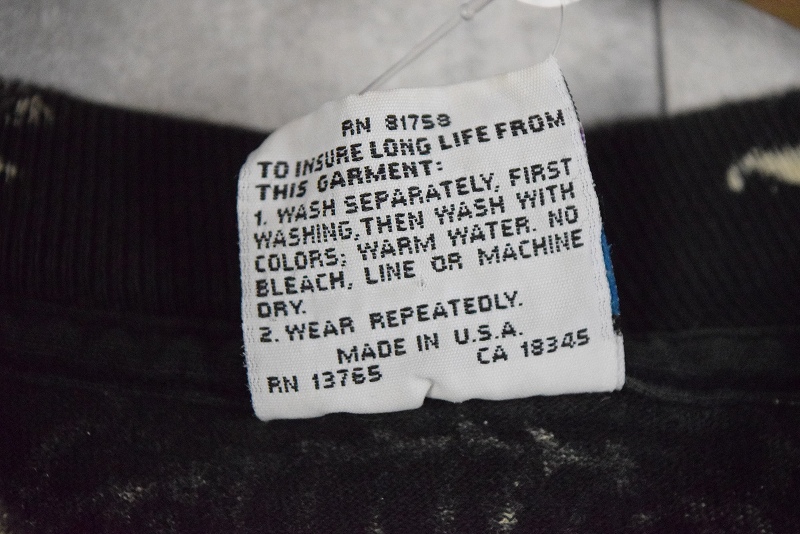 RN 81758
TO INSURE LONG LIFE FROM
THIS GARMENT:
1. WASH SEPARATELY, FIRST
WASHING, THEN WASH WITH
COLORS; WARM WATER. NO
BLEACH, LINE OR MACHINE
DRY.
2. WEAR REPEATEDLY.
MADE IN U.S.A.
RN 13765 CA 18345